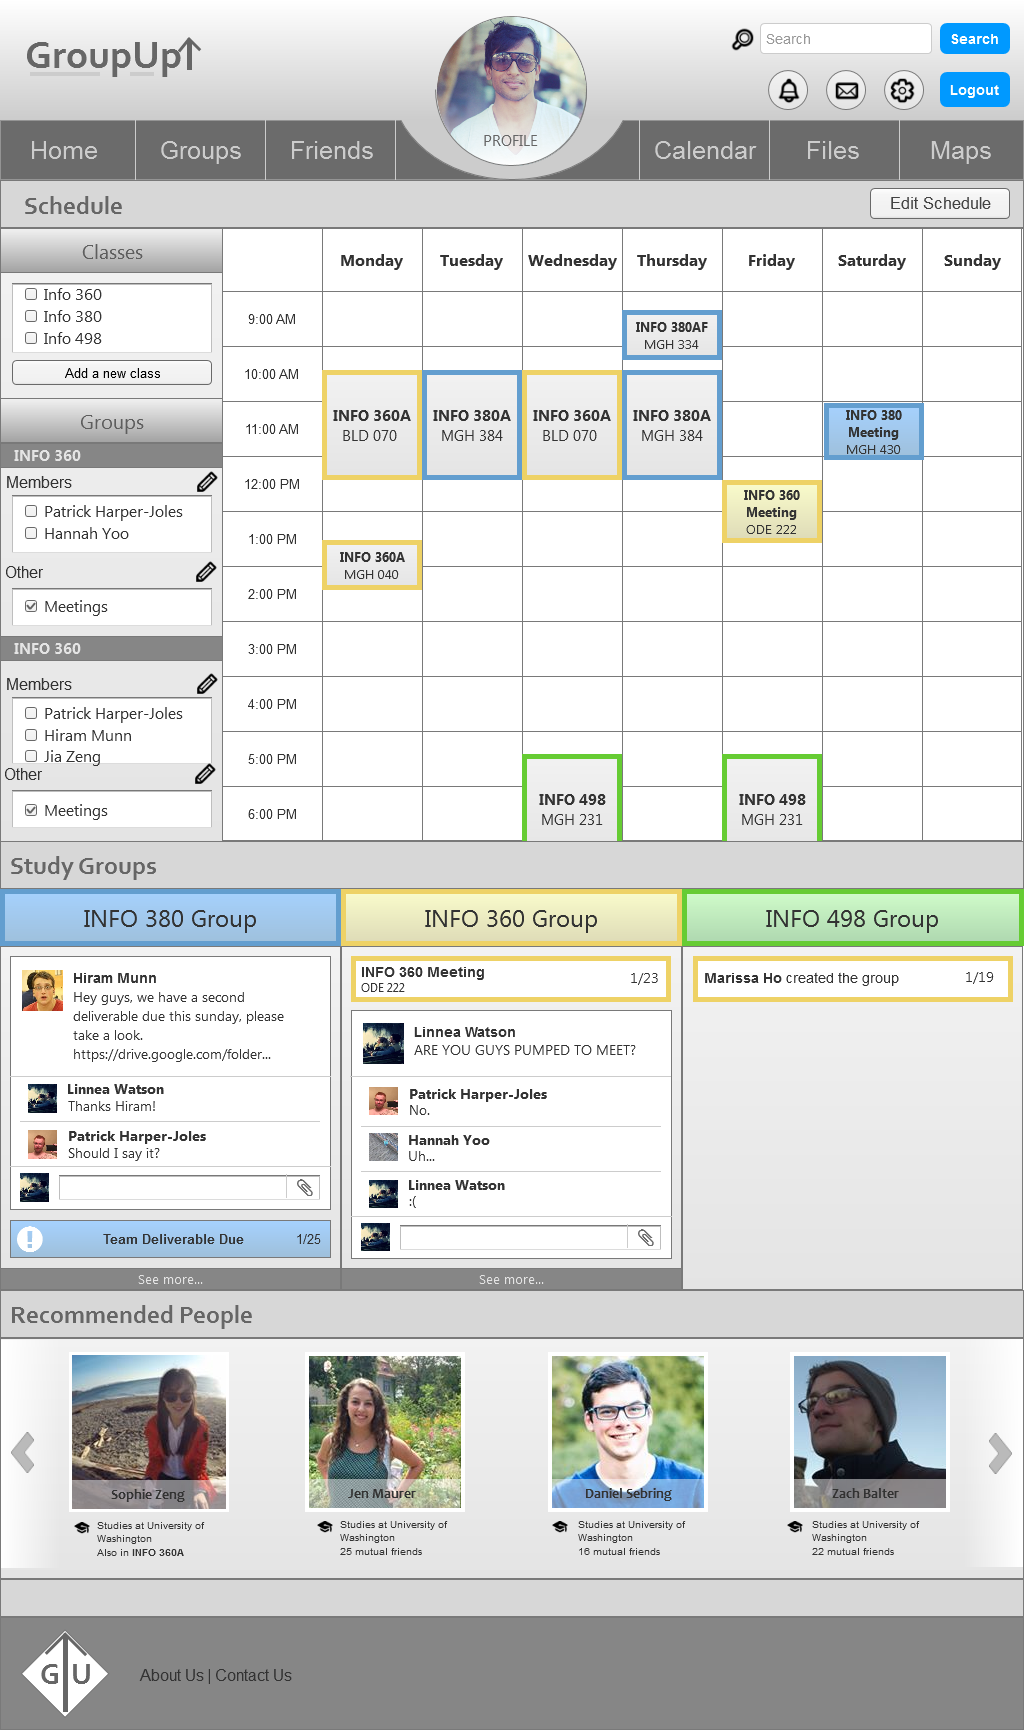 GroupUp
Search
Search
Logout
PROFILE
Home
Groups
Friends
Calendar
Files
Maps
Schedule
Edit Schedule
Classes
Info 360
Info 380
Info 498
Add a new class
Groups
INFO 360
Members
Patrick Harper-Joles
Hannah Yoo
Other
Meetings
INFO 360
Members
Patrick Harper-Joles
Hiram Munn
Jia Zeng
Other
Meetings
Monday Tuesday Wednesday Thursday Friday Saturday Sunday
9:00 AM
INFO 380AF
MGH 334
10:00 AM
INFO 360A
BLD 070
INFO 380A
MGH 384
INFO 360A
BLD 070
INFO 380A
MGH 384
11:00 AM
INFO 380
Meeting
MGH 430
12:00 PM
INFO 360
Meeting
ODE 222
1:00 PM
INFO 360A
MGH 040
2:00 PM
3:00 PM
4:00 PM
5:00 PM
INFO 498
MGH 231
INFO 498
MGH 231
6:00 PM
Study Groups
INFO 380 Group
Hiram Munn
Hey guys, we have a second
deliverable due this sunday, please
take a look.
https://drive.google.com/folder...
Linnea Watson
Thanks Hiram!
Patrick Harper-Joles
Should I say it?
Team Deliverable Due 1/25
See more...
INFO 360 Group
INFO 360 Meeting 1/23
ODE 222
Linnea Watson
ARE YOU GUYS PUMPED TO MEET?
Patrick Harper-Joles
No.
Hannah Yoo
Uh...
Linnea Watson
:(
See more...
INFO 498 Group
Marissa Ho created the group 1/19
Recommended People
Sophie Zeng
Studies at University of
Washington
Also in INFO 360A
Jen Maurer
Studies at University of
Washington
25 mutual friends
Daniel Sebring
Studies at University of
Washington
16 mutual friends
Zach Balter
Studies at University of
Washington
22 mutual friends
GU
About Us | Contact Us